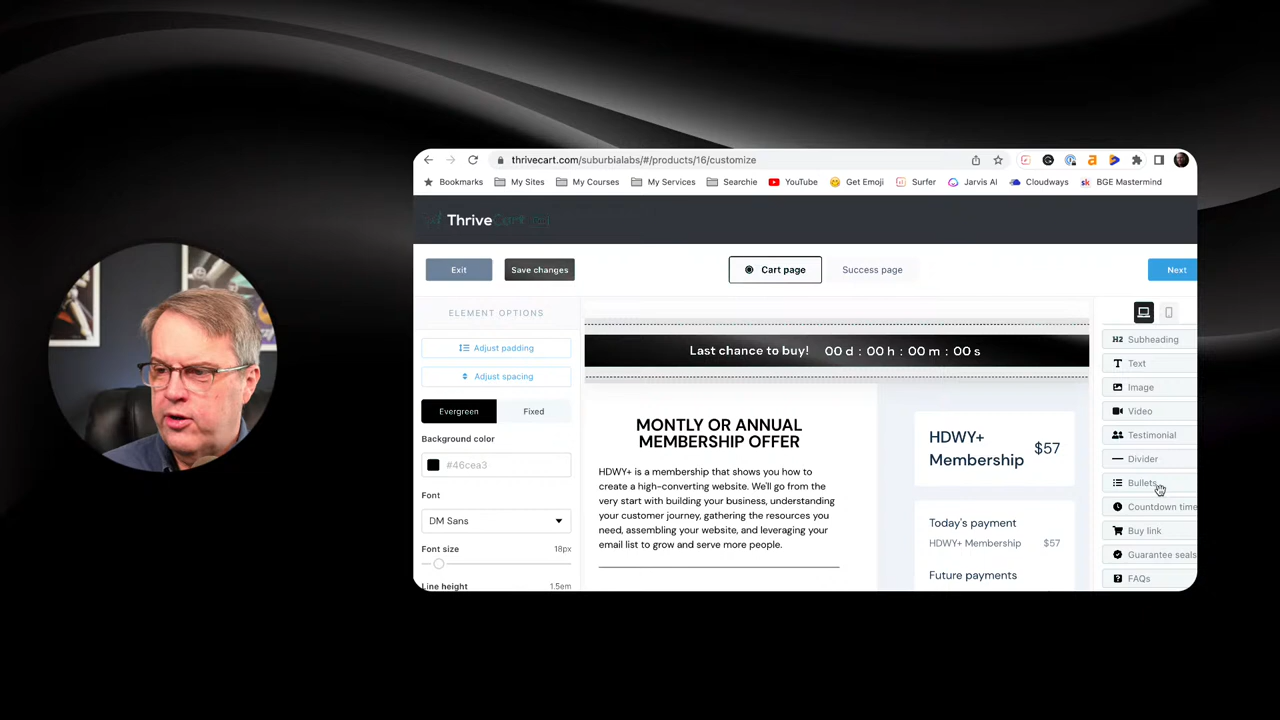 thrivecart.com/suburbialabs/#/products/16/customize
Bookmarks My Sites My Courses My Services Searchie YouTube Get Emoji Surfer Jarvis AI Cloudways BGE Mastermind
ThriveCart
Exit Save changes Cart page Success page Next
ELEMENT OPTIONS
Adjust padding
Adjust spacing
Evergreen Fixed
Background color
#46cea3
Font
DM Sans
Font size 18px
Line height 1.5em
Last chance to buy! 00 d : 00 h : 00 m : 00 s
MONTLY OR ANNUAL
MEMBERSHIP OFFER
HDWY+ is a membership that shows you how to
create a high-converting website. We'll go from the
very start with building your business, understanding
your customer journey, gathering the resources you
need, assembling your website, and leveraging your
email list to grow and serve more people.
HDWY+
Membership $57
Today's payment
HDWY+ Membership $57
Future payments
H2 Subheading
T Text
Image
Video
Testimonial
Divider
Bullets
Countdown time
Buy link
Guarantee seals
FAQs